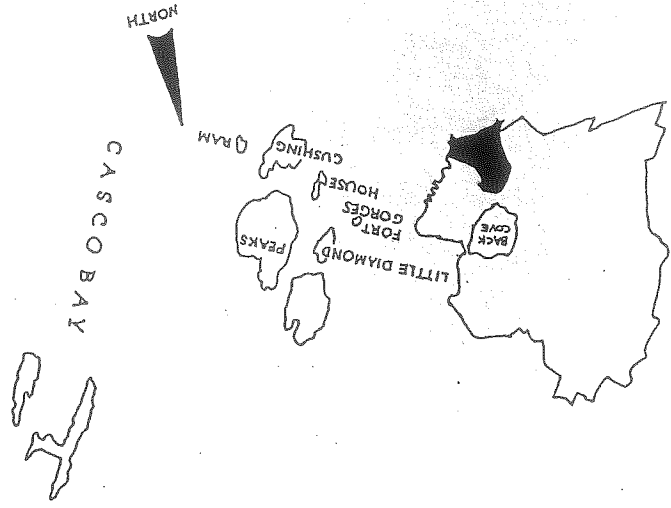 NORTH
CASCO BAY
RAM
CUSHING
HOUSE
FORT
GORGES
PEAKS
LITTLE DIAMOND
BACK
COVE